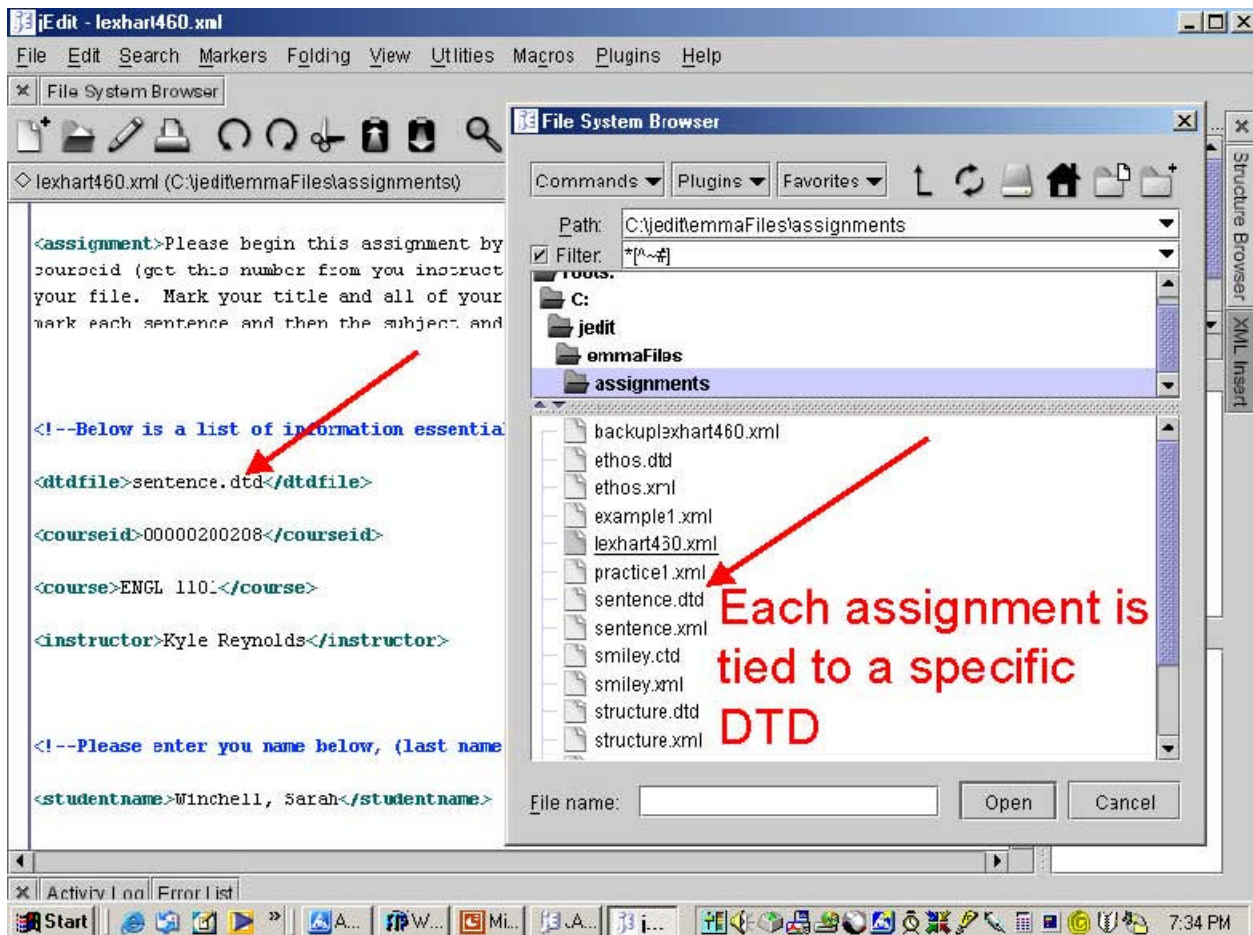 jEdit - lexhart460.xml
File Edit Search Markers Folding View Utilities Macros Plugins Help
File System Browser
lexhart460.xml (C:\jedit\emmaFiles\assignments\)
<assignment>Please begin this assignment by
courseid (get this number from you instruct
your file. Mark your title and all of your
mark each sentence and then the subject and
<!--Below is a list of information essentia
<dtdfile>sentence.dtd</dtdfile>
<courseid>00000200208</courseid>
<course>ENGL 1101</course>
<instructor>Kyle Reynolds</instructor>
<!--Please enter you name below, (last name
<studentname>Winchell, Sarah</studentname>
File System Browser
Commands Plugins Favorites
Path: C:\jedit\emmaFiles\assignments
Filter: *[^~#]
roots:
C:
jedit
emmaFiles
assignments
backuplexhart460.xml
ethos.dtd
ethos.xml
example1.xml
lexhart460.xml
practice1.xml
sentence.dtd
sentence.xml
smiley.dtd
smiley.xml
structure.dtd
structure.xml
Each assignment is
tied to a specific
DTD
File name:
Open Cancel
Structure Browser
XML Insert
Activity Log Error List
Start A... W... Mi... .A... j... 7:34 PM